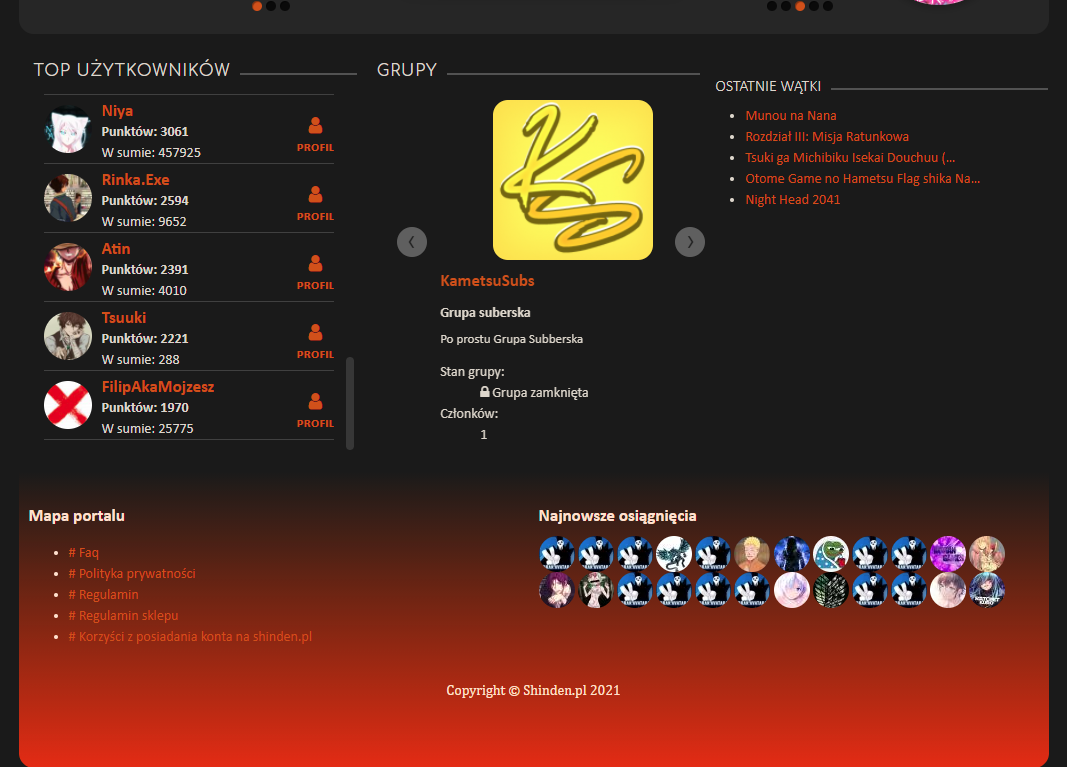 TOP UŻYTKOWNIKÓW
Niya
Punktów: 3061
W sumie: 457925
PROFIL
Rinka.Exe
Punktów: 2594
W sumie: 9652
PROFIL
Atin
Punktów: 2391
W sumie: 4010
PROFIL
Tsuuki
Punktów: 2221
W sumie: 288
PROFIL
FilipAkaMojzesz
Punktów: 1970
W sumie: 25775
PROFIL
GRUPY
KS
KametsuSubs
Grupa suberska
Po prostu Grupa Subberska
Stan grupy:
Grupa zamknięta
Członków:
1
OSTATNIE WĄTKI
Munou na Nana
Rozdział III: Misja Ratunkowa
Tsuki ga Michibiku Isekai Douchuu (...
Otome Game no Hametsu Flag shika Na...
Night Head 2041
Mapa portalu
# Faq
# Polityka prywatności
# Regulamin
# Regulamin sklepu
# Korzyści z posiadania konta na shinden.pl
Najnowsze osiągnięcia
Copyright © Shinden.pl 2021